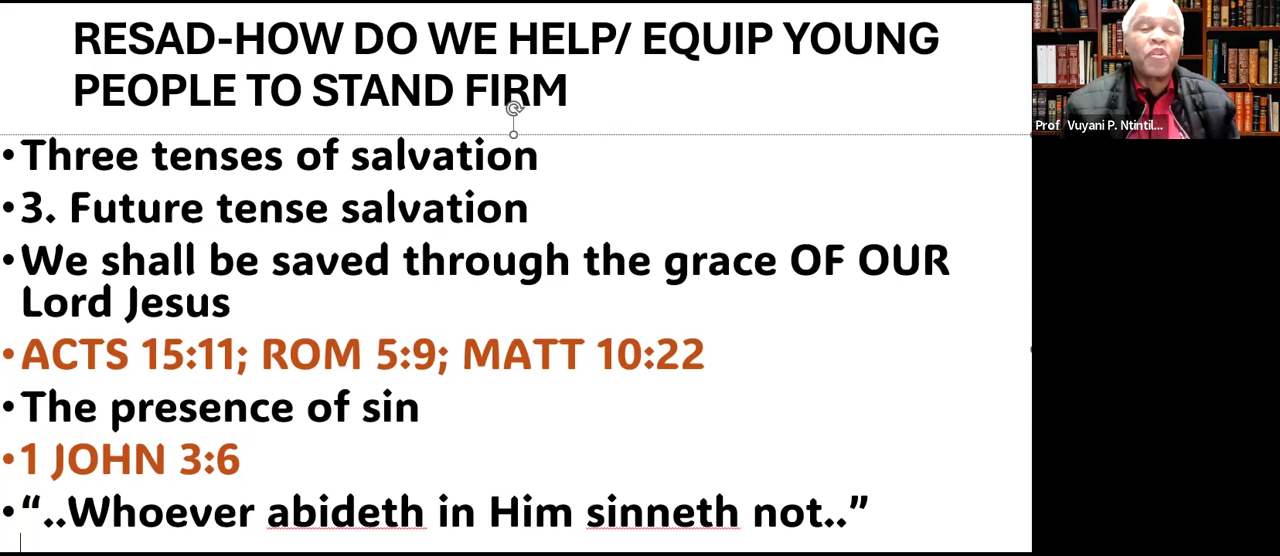 RESAD-HOW DO WE HELP/ EQUIP YOUNG
PEOPLE TO STAND FIRM
•Three tenses of salvation
•3. Future tense salvation
•We shall be saved through the grace OF OUR
Lord Jesus
•ACTS 15:11; ROM 5:9; MATT 10:22
•The presence of sin
•1 JOHN 3:6
•“..Whoever abideth in Him sinneth not..”
Prof Vuyani P. Ntintil...